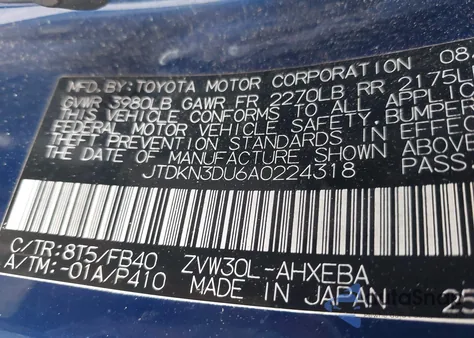 MFD. BY: TOYOTA MOTOR CORPORATION 08
GVWR 3980LB GAWR FR 2270LB RR 2175L
THIS VEHICLE CONFORMS TO ALL APPLIC
FEDERAL MOTOR VEHICLE SAFETY, BUMPER
THEFT PREVENTION STANDARDS IN EFFEC
THE DATE OF MANUFACTURE SHOWN ABOVE
JTDKN3DU6A0224318 PASS
C/TR:8T5/FB40 ZVW30L-AHXEBA
A/TM:-01A/P410 MADE IN JAPAN 25